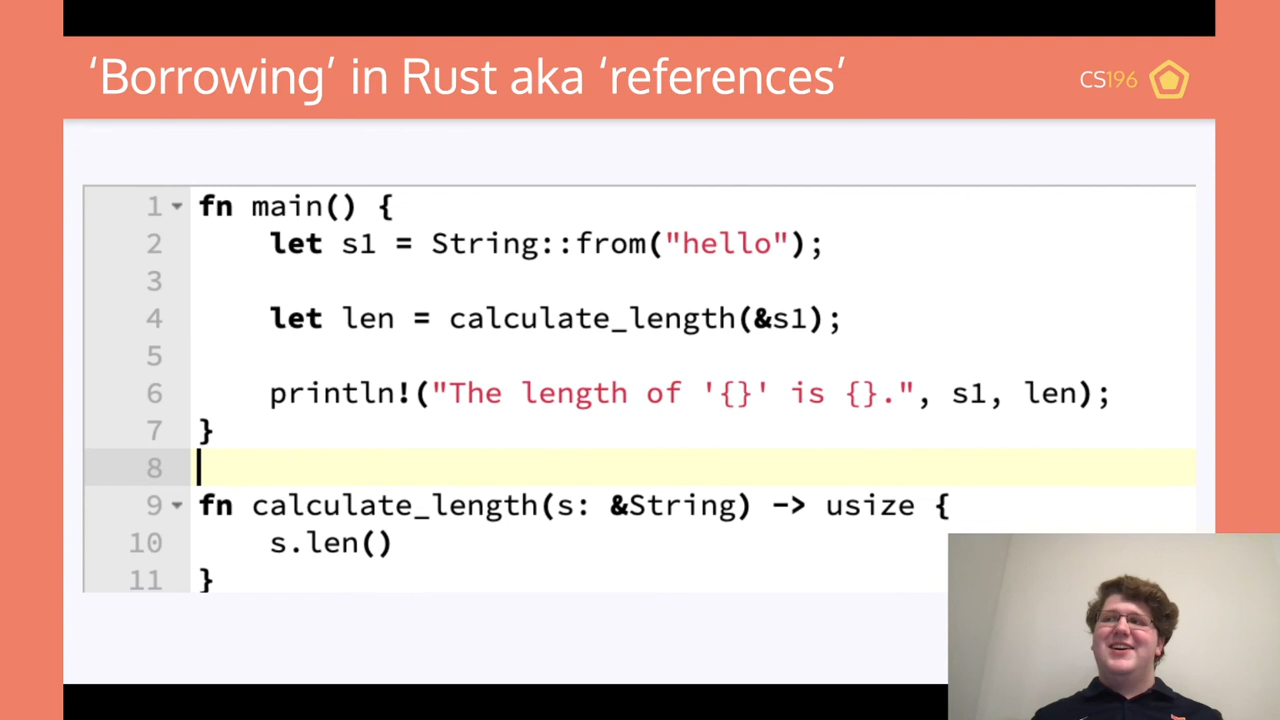 ‘Borrowing’ in Rust aka ‘references’
CS196
1 fn main() {
2 let s1 = String::from("hello");
3
4 let len = calculate_length(&s1);
5
6 println!("The length of '{}' is {}.", s1, len);
7 }
8
9 fn calculate_length(s: &String) -> usize {
10 s.len()
11 }